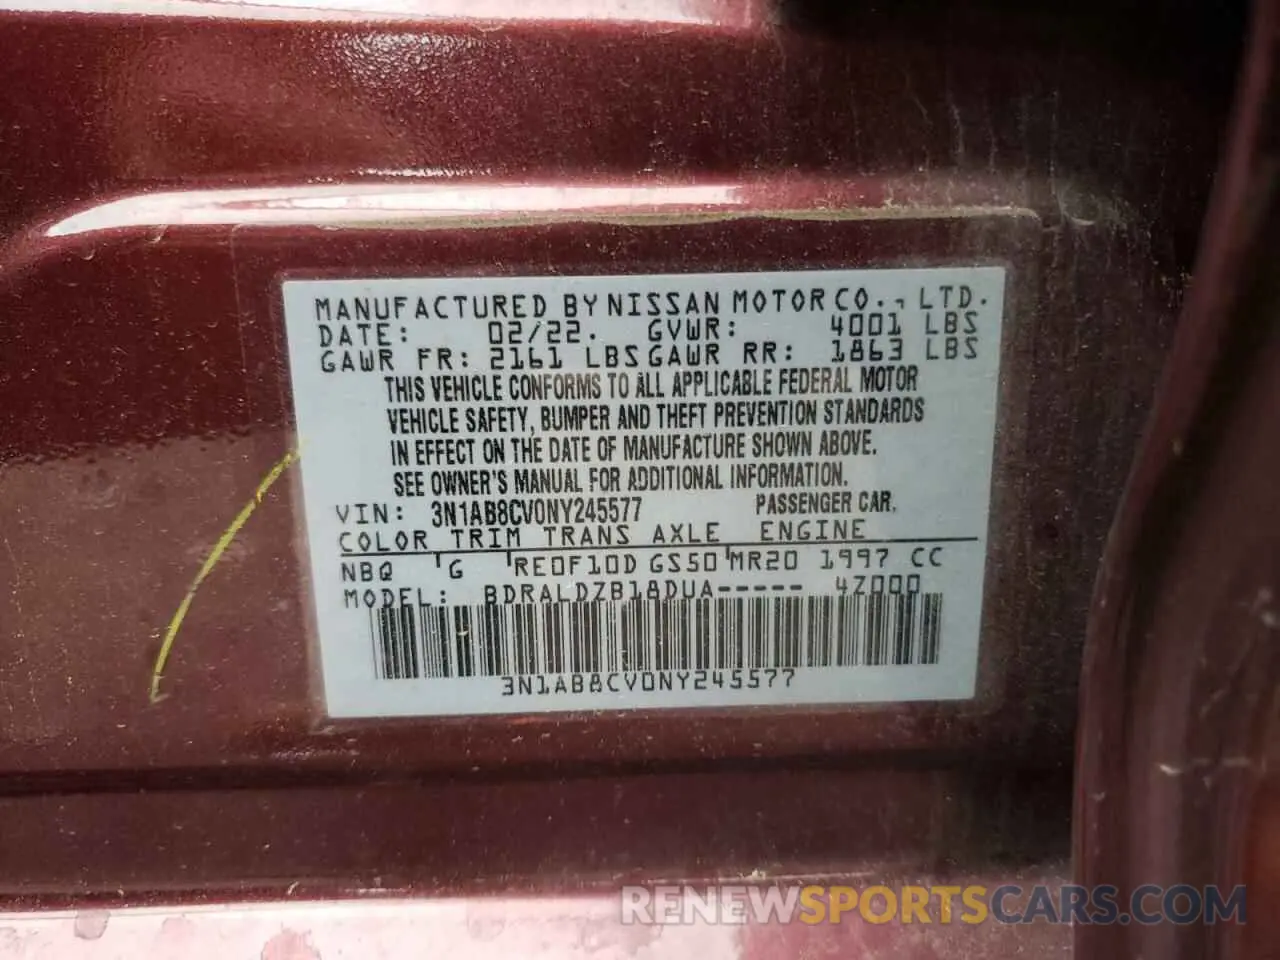 MANUFACTURED BY NISSAN MOTOR CO., LTD.
DATE: 02/22. GVWR: 4001 LBS
GAWR FR: 2161 LBS GAWR RR: 1863 LBS
THIS VEHICLE CONFORMS TO ALL APPLICABLE FEDERAL MOTOR
VEHICLE SAFETY, BUMPER AND THEFT PREVENTION STANDARDS
IN EFFECT ON THE DATE OF MANUFACTURE SHOWN ABOVE.
SEE OWNER'S MANUAL FOR ADDITIONAL INFORMATION.
VIN: 3N1AB8CV0NY245577 PASSENGER CAR.
COLOR TRIM TRANS AXLE ENGINE
NBQ G RE0F10D GS50 MR20 1997 CC
MODEL: BDRALDZB18DUA----- 4Z000
3N1AB8CV0NY245577
RENEWSPORTSCARS.COM